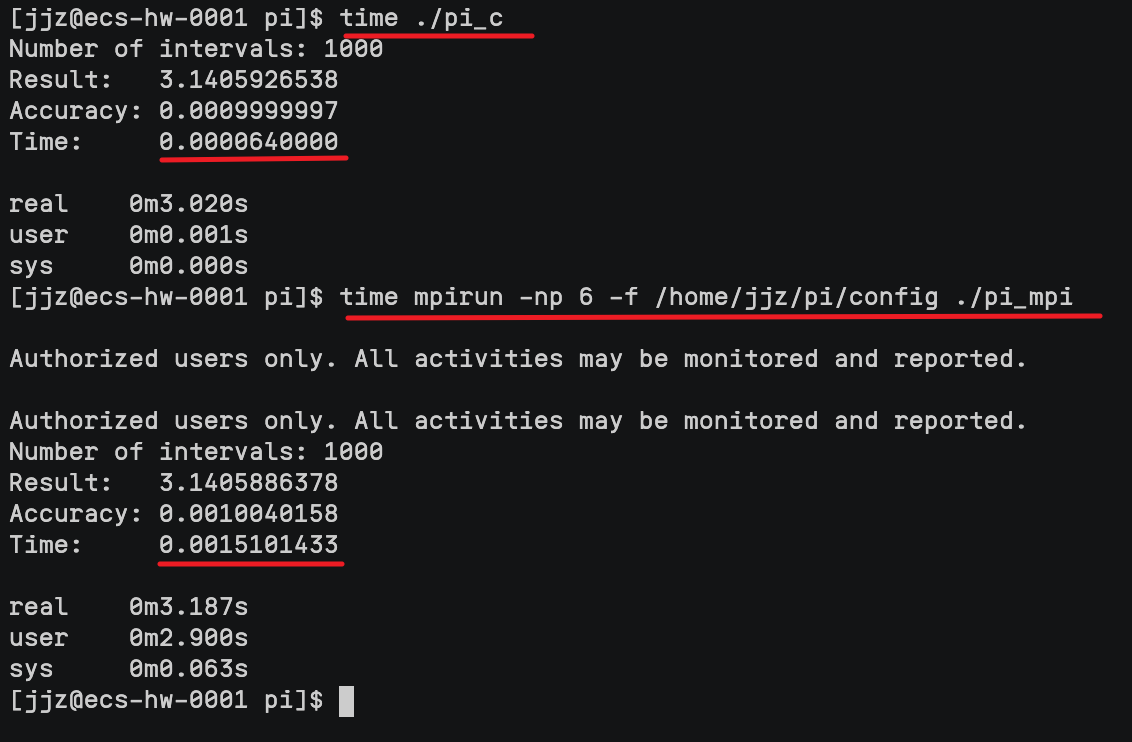 [jjz@ecs-hw-0001 pi]$ time ./pi_c
Number of intervals: 1000
Result:   3.1405926538
Accuracy: 0.0009999997
Time:     0.0000640000
real    0m3.020s
user    0m0.001s
sys     0m0.000s
[jjz@ecs-hw-0001 pi]$ time mpirun -np 6 -f /home/jjz/pi/config ./pi_mpi
Authorized users only. All activities may be monitored and reported.
Authorized users only. All activities may be monitored and reported.
Number of intervals: 1000
Result:   3.1405886378
Accuracy: 0.0010040158
Time:     0.0015101433
real    0m3.187s
user    0m2.900s
sys     0m0.063s
[jjz@ecs-hw-0001 pi]$